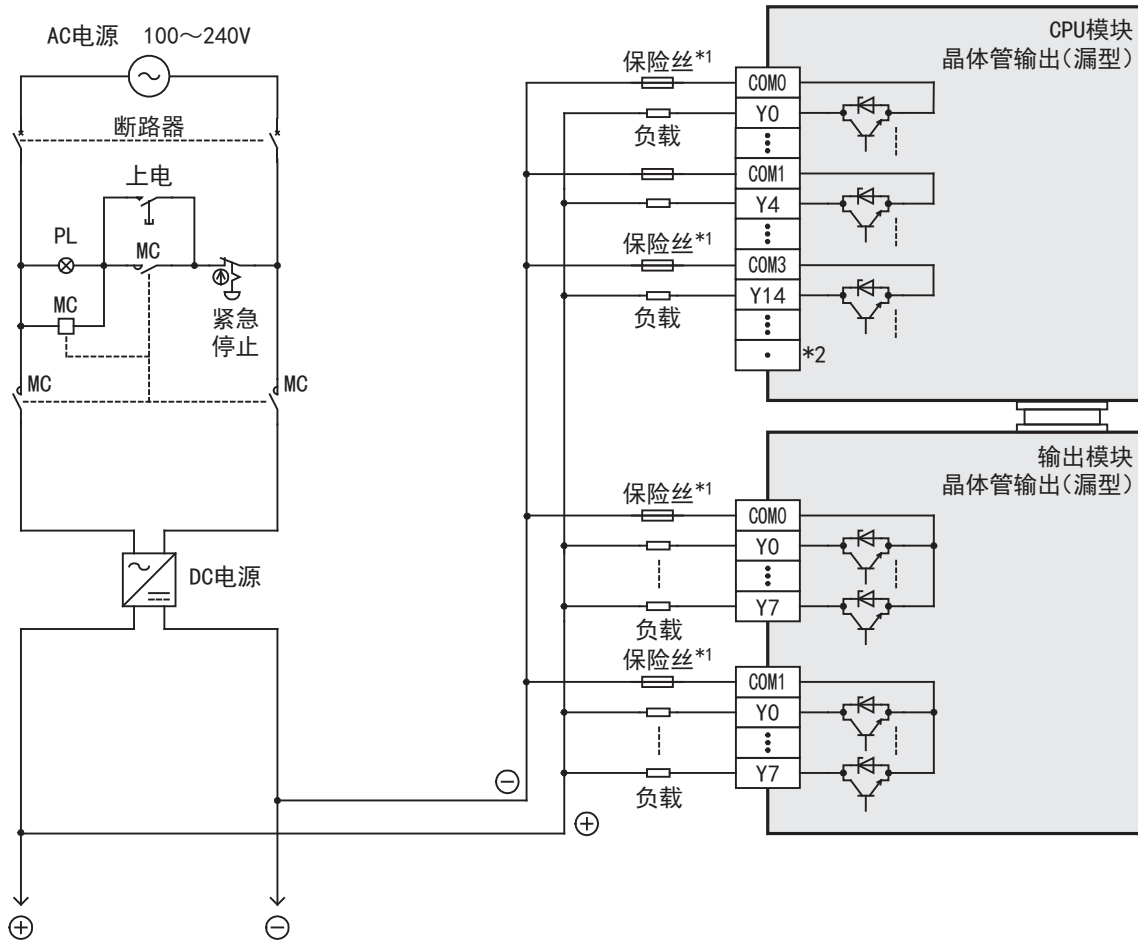 AC电源 100～240V
断路器
上电
PL
MC
MC
紧急
停止
MC
MC
DC电源
⊕
⊖
⊖
⊕
CPU模块
晶体管输出(漏型)
保险丝*1
COM0
Y0
负载
COM1
Y4
保险丝*1
COM3
Y14
负载
*2
输出模块
晶体管输出(漏型)
保险丝*1
COM0
Y0
Y7
负载
保险丝*1
COM1
Y0
Y7
负载